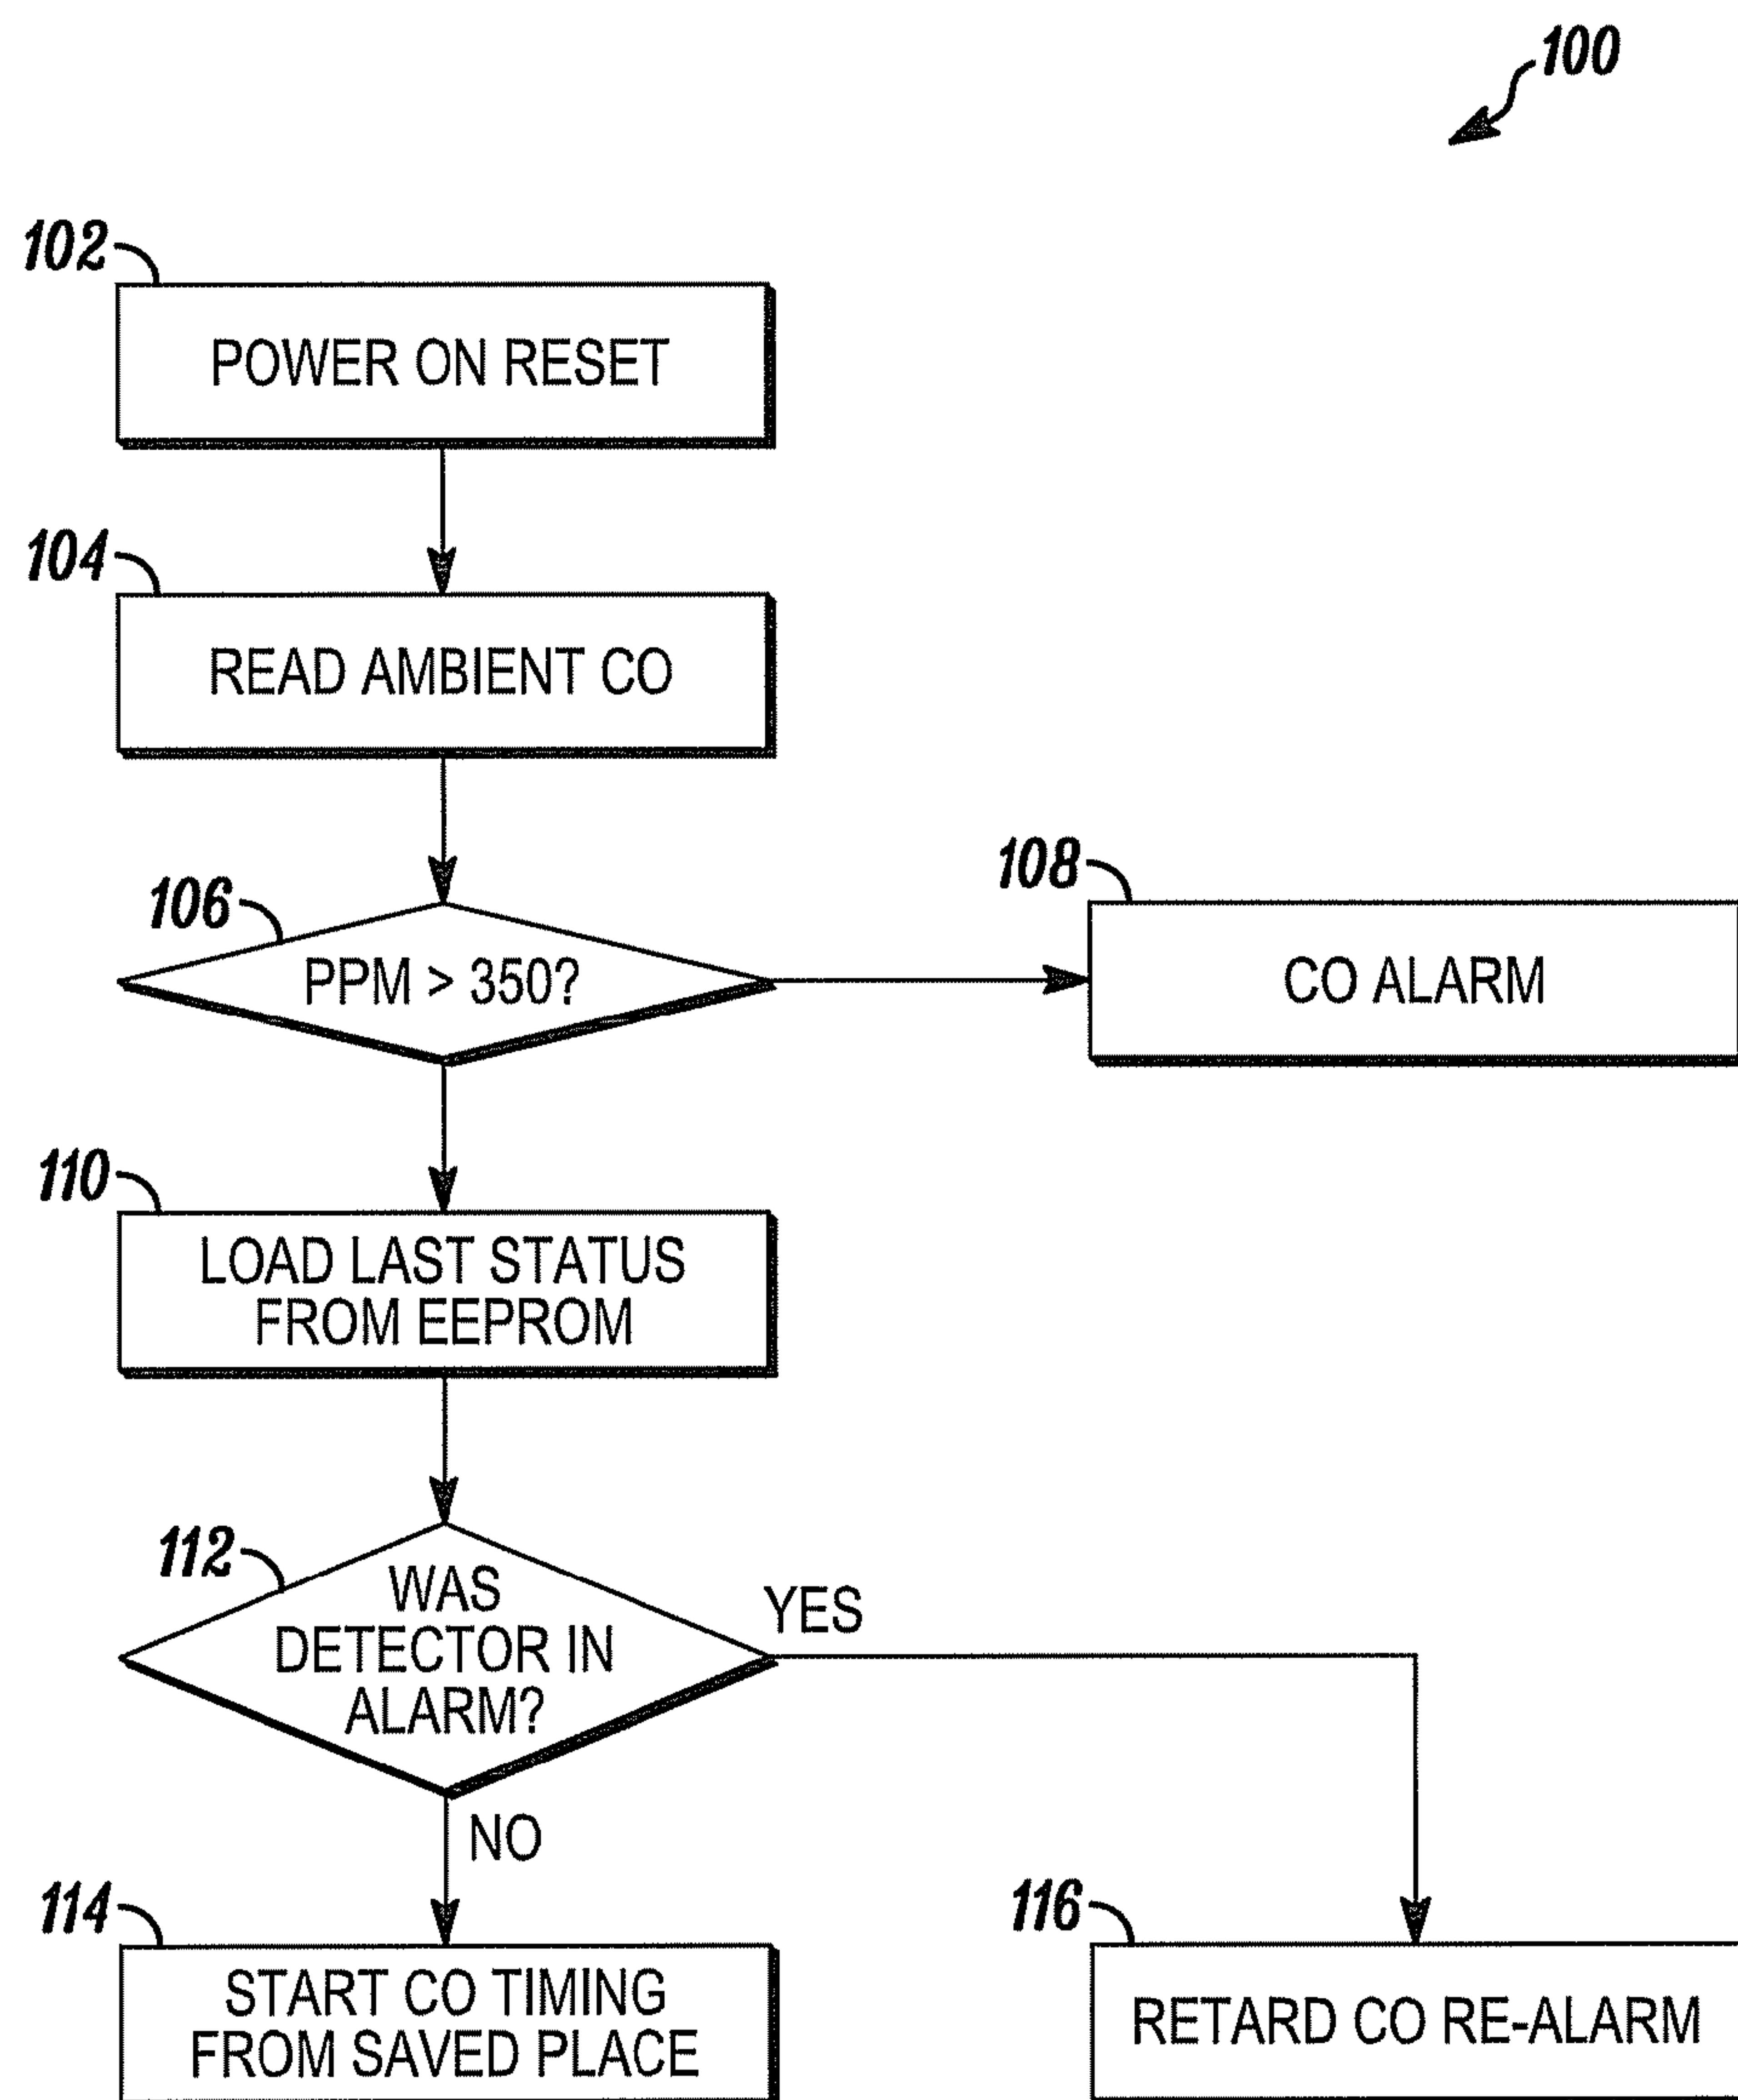 100
102
POWER ON RESET
104
READ AMBIENT CO
106
PPM > 350?
108
CO ALARM
110
LOAD LAST STATUS
FROM EEPROM
112
WAS
DETECTOR IN
ALARM?
YES
NO
114
START CO TIMING
FROM SAVED PLACE
116
RETARD CO RE-ALARM